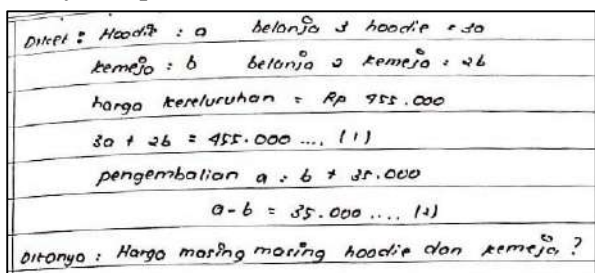 Diket : Hoodie : a belanja 3 hoodie = 3a
kemeja : b belanja 2 kemeja : 2b
harga keseluruhan = Rp 455.000
3a + 2b = 455.000 .... (1)
pengembalian a : b + 35.000
a - b = 35.000 .... (2)
Ditanya : Harga masing masing hoodie dan kemeja ?